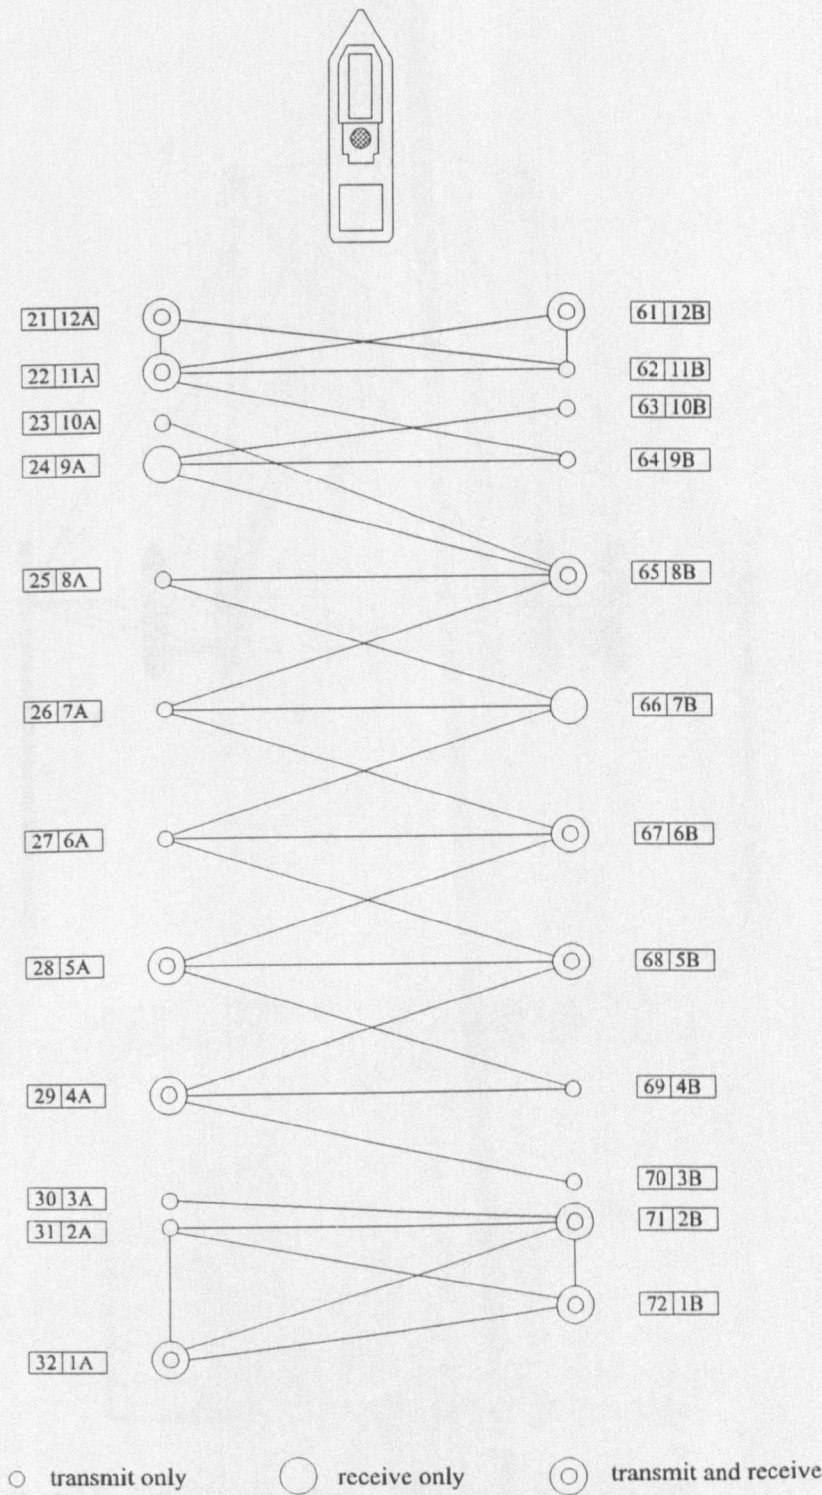 21 12A
61 12B
22 11A
62 11B
23 10A
63 10B
24 9A
64 9B
25 8A
65 8B
26 7A
66 7B
27 6A
67 6B
28 5A
68 5B
29 4A
69 4B
30 3A
70 3B
31 2A
71 2B
72 1B
32 1A
transmit only
receive only
transmit and receive